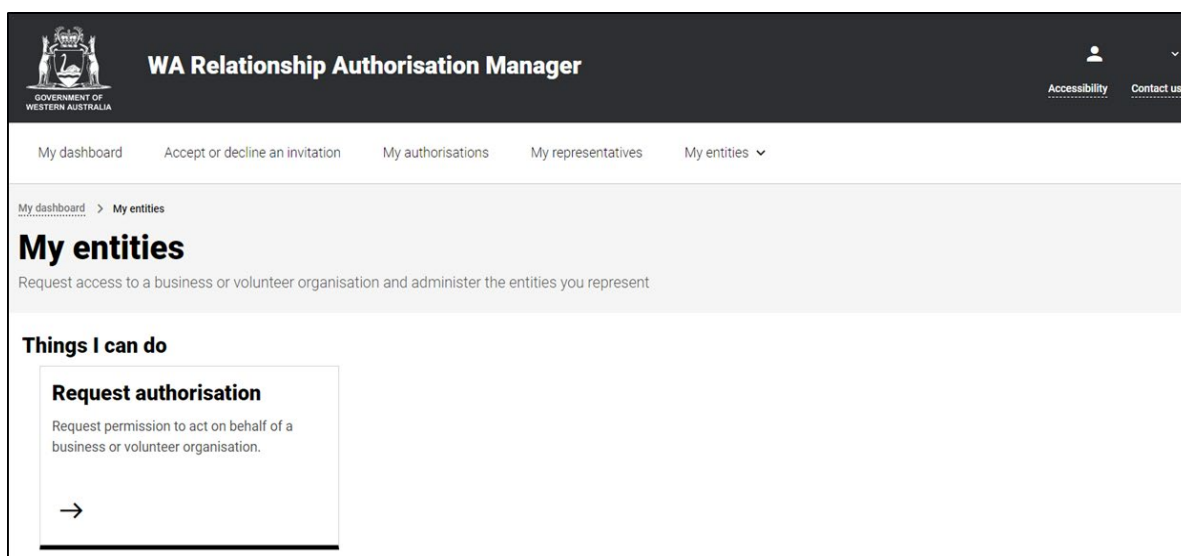 GOVERNMENT OF
WESTERN AUSTRALIA
WA Relationship Authorisation Manager
Accessibility
Contact us
My dashboard
Accept or decline an invitation
My authorisations
My representatives
My entities
My dashboard > My entities
My entities
Request access to a business or volunteer organisation and administer the entities you represent
Things I can do
Request authorisation
Request permission to act on behalf of a
business or volunteer organisation.